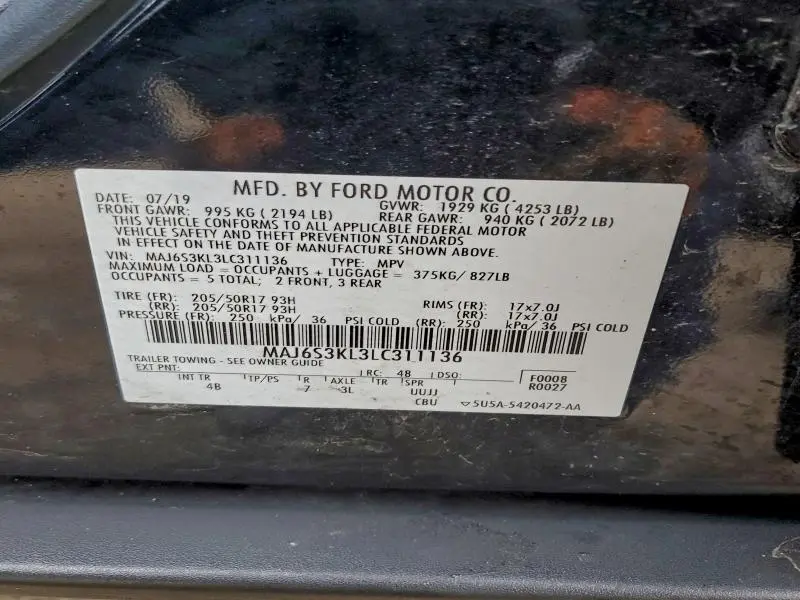 MFD. BY FORD MOTOR CO.
DATE: 07/19 GVWR: 1929 KG ( 4253 LB)
FRONT GAWR: 995 KG ( 2194 LB) REAR GAWR: 940 KG ( 2072 LB)
THIS VEHICLE CONFORMS TO ALL APPLICABLE FEDERAL MOTOR
VEHICLE SAFETY AND THEFT PREVENTION STANDARDS
IN EFFECT ON THE DATE OF MANUFACTURE SHOWN ABOVE.
VIN: MAJ6S3KL3LC311136 TYPE: MPV
MAXIMUM LOAD = OCCUPANTS + LUGGAGE = 375KG/ 827LB
OCCUPANTS = 5 TOTAL; 2 FRONT, 3 REAR
TIRE (FR): 205/50R17 93H RIMS (FR): 17x7.0J
(RR): 205/50R17 93H (RR): 17x7.0J
PRESSURE (FR): 250 kPa/ 36 PSI COLD (RR): 250 kPa/ 36 PSI COLD
MAJ6S3KL3LC311136
TRAILER TOWING - SEE OWNER GUIDE
EXT PNT: RC: 48 DSO: F0008
R0027
INT TR TP/PS R AXLE TR SPR
4B 7 3L UUJJ
CBU 5U5A-5420472-AA